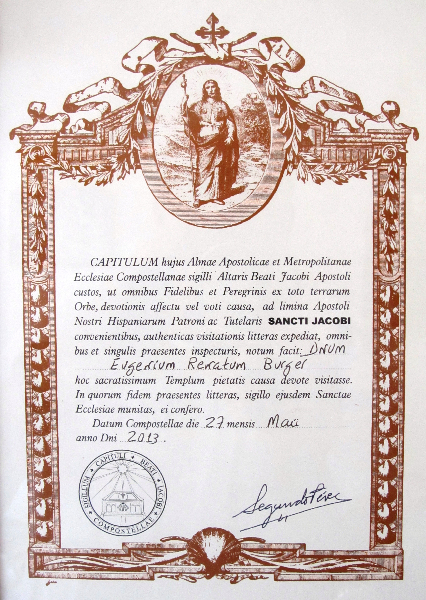 CAPITULUM hujus Almae Apostolicae et Metropolitanae
Ecclesiae Compostellanae sigilli Altaris Beati Jacobi Apostoli
custos, ut omnibus Fidelibus et Peregrinis ex toto terrarum
Orbe, devotionis affectu vel voti causa, ad limina Apostoli
Nostri Hispaniarum Patroni ac Tutelaris SANCTI JACOBI
convenientibus, authenticas visitationis litteras expediat, omni-
bus et singulis praesentes inspecturis, notum facit: Dnum
Eugenium Renatum Burger
hoc sacratissimum Templum pietatis causa devote visitasse.
In quorum fidem praesentes litteras, sigillo ejusdem Sanctae
Ecclesiae munitas, ei confero.
Datum Compostellae die 27 mensis Maii
anno Dni 2013.
SIGILLUM CAPITULI BEATI JACOBI COMPOSTELLAE
Segundo Pérez